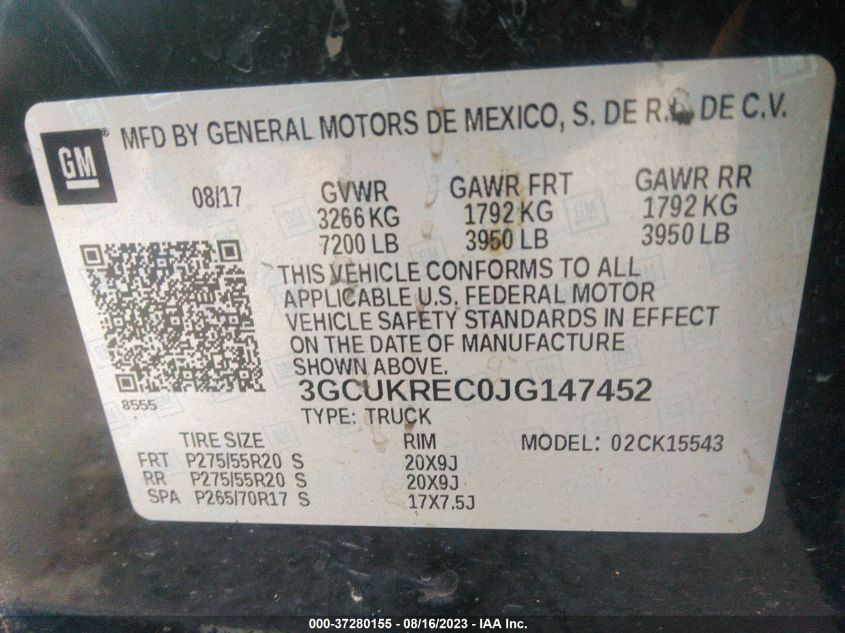 GM®
MFD BY GENERAL MOTORS DE MEXICO, S. DE R.L. DE C.V.
08/17 GVWR GAWR FRT GAWR RR
3266 KG 1792 KG 1792 KG
7200 LB 3950 LB 3950 LB
THIS VEHICLE CONFORMS TO ALL
APPLICABLE U.S. FEDERAL MOTOR
VEHICLE SAFETY STANDARDS IN EFFECT
ON THE DATE OF MANUFACTURE
SHOWN ABOVE.
8555
3GCUKREC0JG147452
TYPE: TRUCK
TIRE SIZE RIM MODEL: 02CK15543
FRT P275/55R20 S 20X9J
RR P275/55R20 S 20X9J
SPA P265/70R17 S 17X7.5J
000-37280155 - 08/16/2023 - IAA Inc.